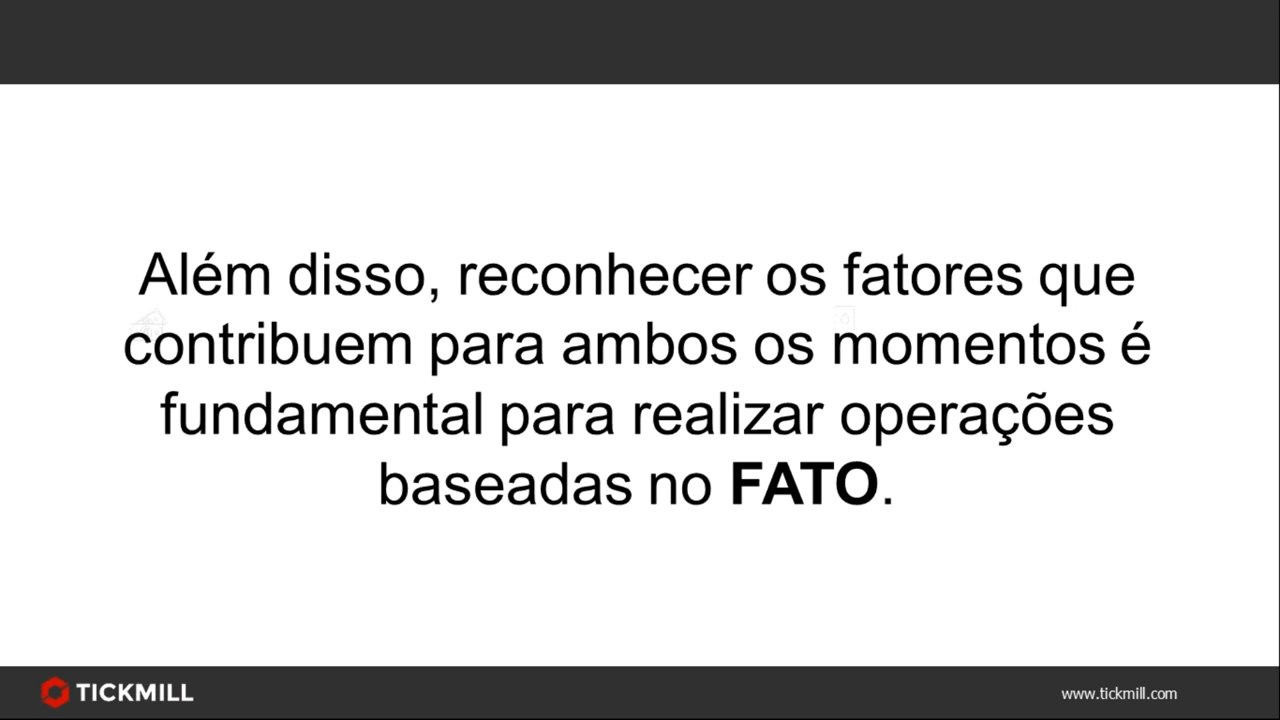 Além disso, reconhecer os fatores que
contribuem para ambos os momentos é
fundamental para realizar operações
baseadas no FATO.
TICKMILL
www.tickmill.com